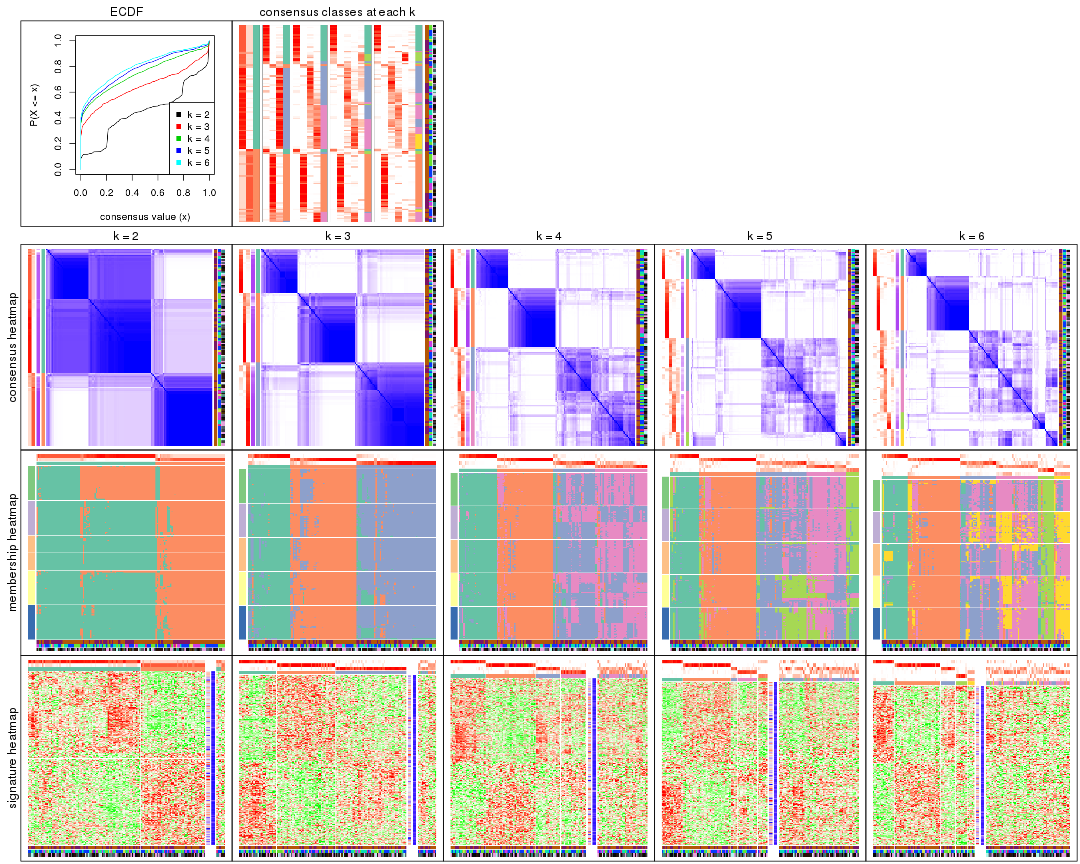 ECDF
consensus classes at each k
P(X <= x)
0.0
0.2
0.4
0.6
0.8
1.0
k = 2
k = 3
k = 4
k = 5
k = 6
0.0 0.2 0.4 0.6 0.8 1.0
consensus value (x)
k = 2
k = 3
k = 4
k = 5
k = 6
consensus heatmap
membership heatmap
signature heatmap